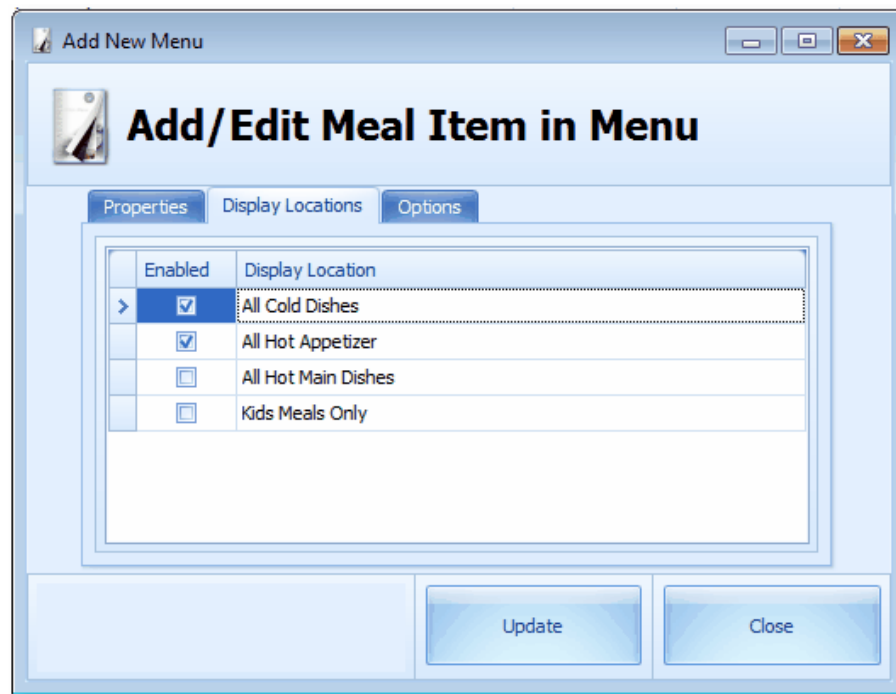 Add New Menu
Add/Edit Meal Item in Menu
Properties Display Locations Options
Enabled Display Location
All Cold Dishes
All Hot Appetizer
All Hot Main Dishes
Kids Meals Only
Update Close